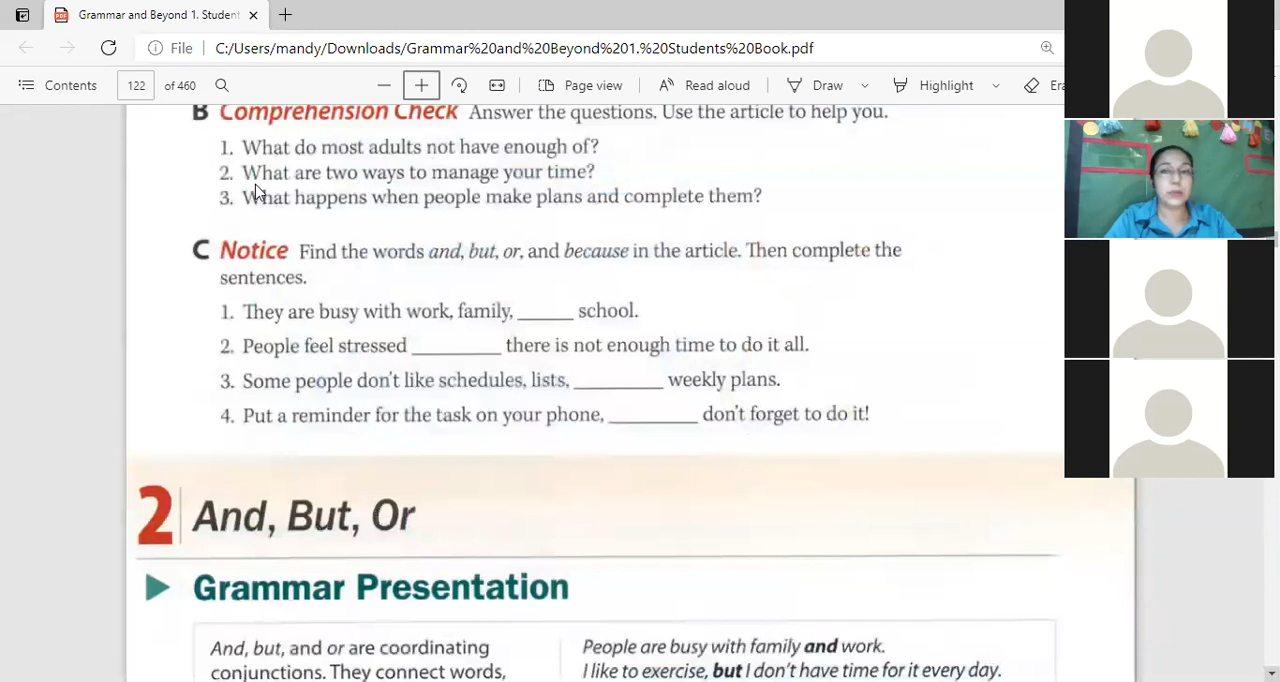 Grammar and Beyond 1. Student
File C:/Users/mandy/Downloads/Grammar%20and%20Beyond%201.%20Students%20Book.pdf
Contents 122 of 460 Page view Read aloud Draw Highlight Era
B Comprehension Check Answer the questions. Use the article to help you.
1. What do most adults not have enough of?
2. What are two ways to manage your time?
3. What happens when people make plans and complete them?
C Notice Find the words and, but, or, and because in the article. Then complete the
sentences.
1. They are busy with work, family, _____ school.
2. People feel stressed ________ there is not enough time to do it all.
3. Some people don't like schedules, lists, ________ weekly plans.
4. Put a reminder for the task on your phone, ________ don't forget to do it!
2 And, But, Or
Grammar Presentation
And, but, and or are coordinating
conjunctions. They connect words,
People are busy with family and work.
I like to exercise, but I don't have time for it every day.